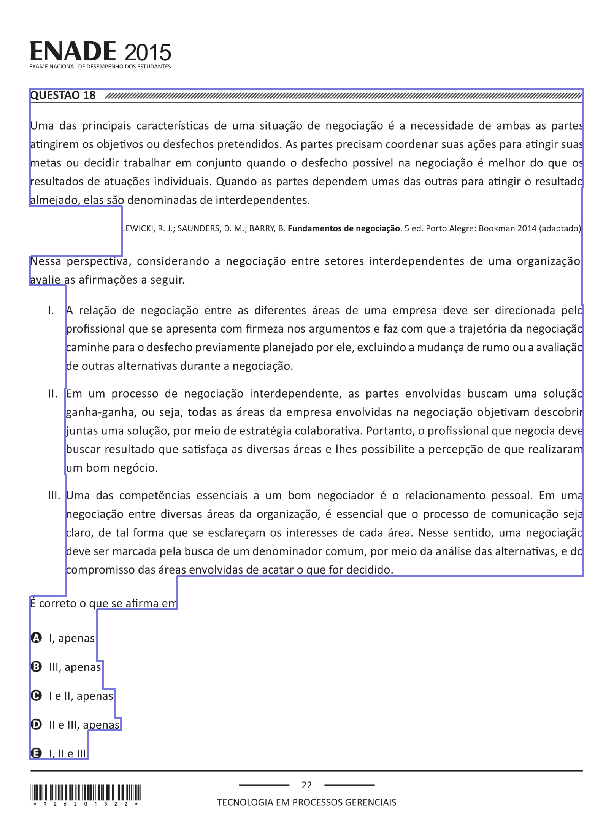 ENADE 2015
EXAME NACIONAL DE DESEMPENHO DOS ESTUDANTES
QUESTÃO 18
Uma das principais características de uma situação de negociação é a necessidade de ambas as partes
atingirem os objetivos ou desfechos pretendidos. As partes precisam coordenar suas ações para atingir suas
metas ou decidir trabalhar em conjunto quando o desfecho possível na negociação é melhor do que os
resultados de atuações individuais. Quando as partes dependem umas das outras para atingir o resultado
almejado, elas são denominadas de interdependentes.
LEWICKI, R. J.; SAUNDERS, D. M.; BARRY, B. Fundamentos de negociação. 5 ed. Porto Alegre: Bookman 2014 (adaptado)
Nessa perspectiva, considerando a negociação entre setores interdependentes de uma organização
avalie as afirmações a seguir.
I. A relação de negociação entre as diferentes áreas de uma empresa deve ser direcionada pelo
profissional que se apresenta com firmeza nos argumentos e faz com que a trajetória da negociação
caminhe para o desfecho previamente planejado por ele, excluindo a mudança de rumo ou a avaliação
de outras alternativas durante a negociação.
II. Em um processo de negociação interdependente, as partes envolvidas buscam uma solução
ganha-ganha, ou seja, todas as áreas da empresa envolvidas na negociação objetivam descobrir
juntas uma solução, por meio de estratégia colaborativa. Portanto, o profissional que negocia deve
buscar resultado que satisfaça as diversas áreas e lhes possibilite a percepção de que realizaram
um bom negócio.
III. Uma das competências essenciais a um bom negociador é o relacionamento pessoal. Em uma
negociação entre diversas áreas da organização, é essencial que o processo de comunicação seja
claro, de tal forma que se esclareçam os interesses de cada área. Nesse sentido, uma negociação
deve ser marcada pela busca de um denominador comum, por meio da análise das alternativas, e do
compromisso das áreas envolvidas de acatar o que for decidido.
É correto o que se afirma em
A I, apenas
B III, apenas
C I e II, apenas
D II e III, apenas
E I, II e III
22
TECNOLOGIA EM PROCESSOS GERENCIAIS